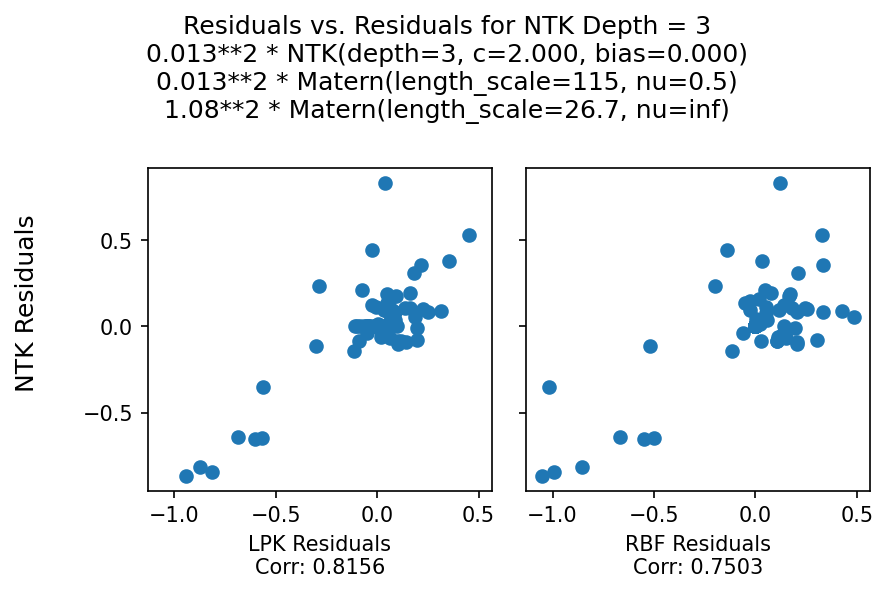 Residuals vs. Residuals for NTK Depth = 3
0.013**2 * NTK(depth=3, c=2.000, bias=0.000)
0.013**2 * Matern(length_scale=115, nu=0.5)
1.08**2 * Matern(length_scale=26.7, nu=inf)
NTK Residuals
0.5
0.0
−0.5
−1.0
−0.5
0.0
0.5
LPK Residuals
Corr: 0.8156
−1.0
−0.5
0.0
0.5
RBF Residuals
Corr: 0.7503